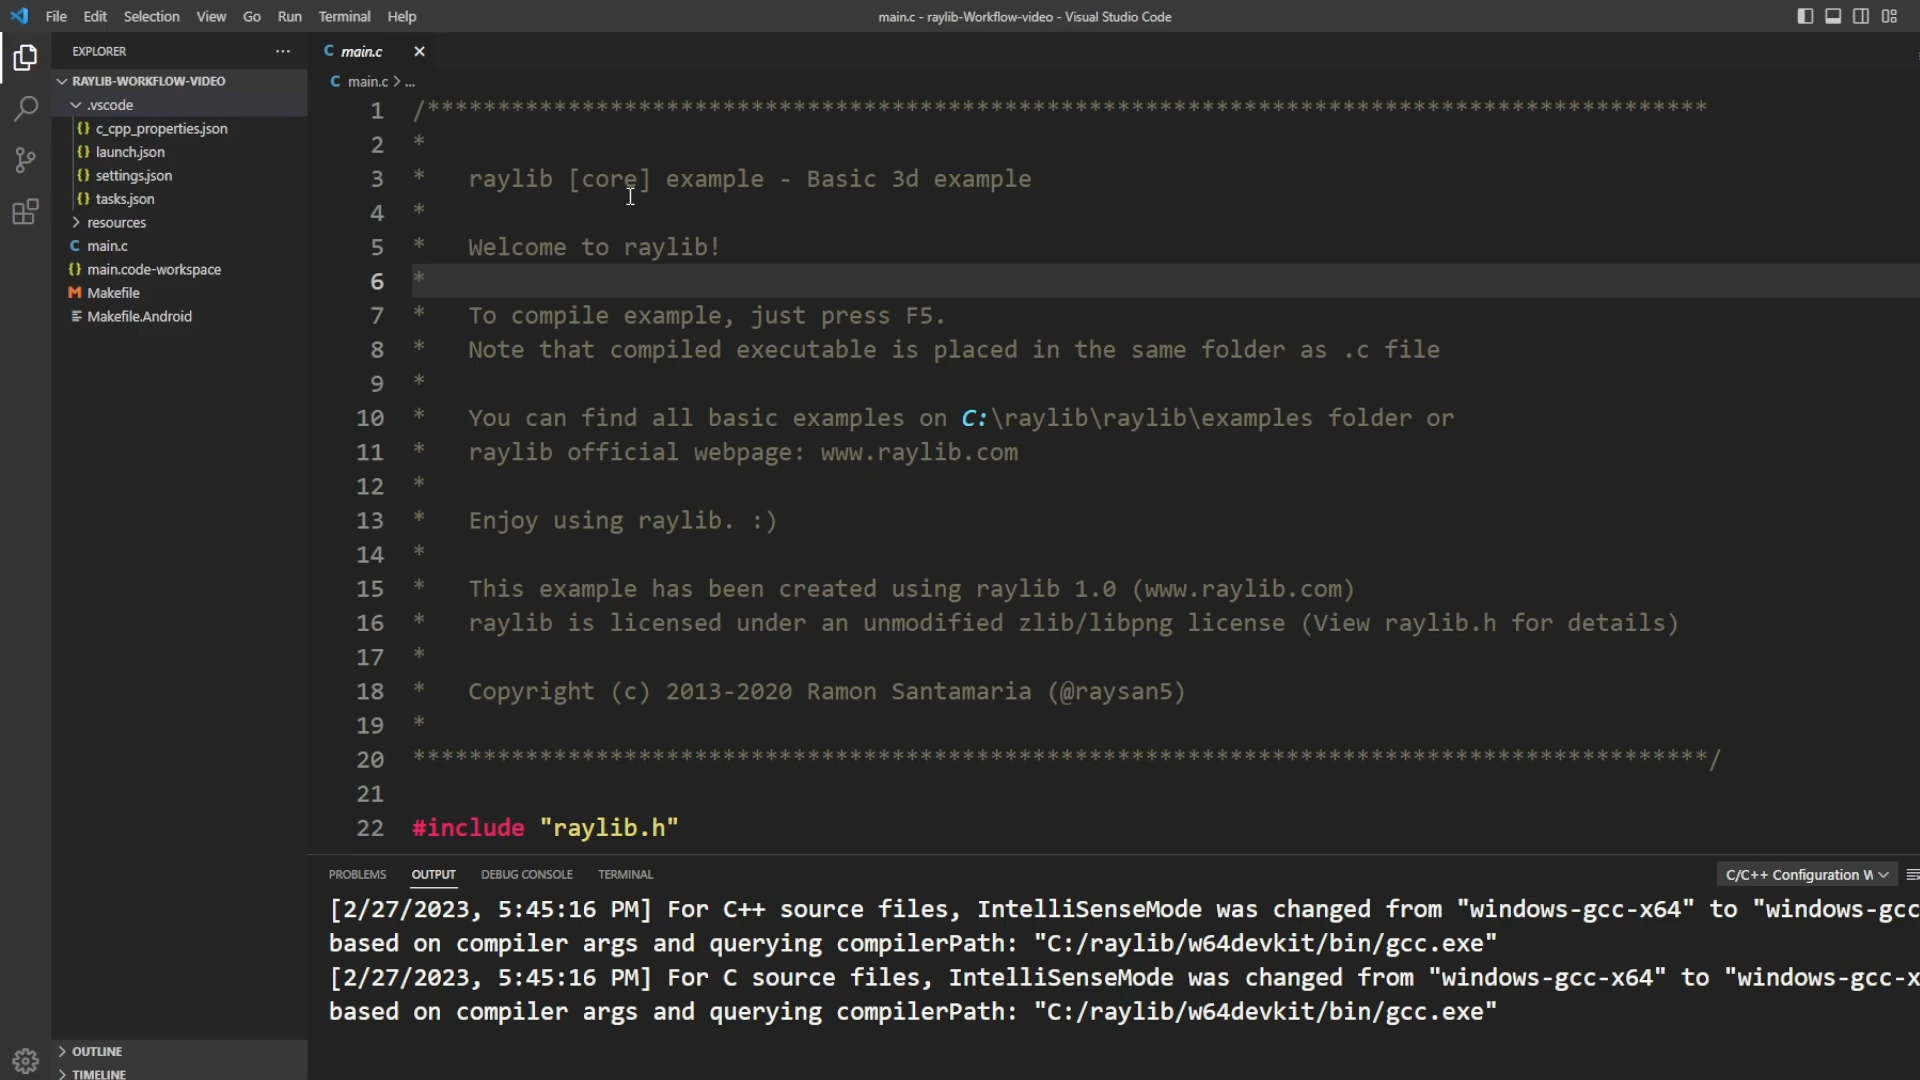 File Edit Selection View Go Run Terminal Help
main.c - raylib-Workflow-video - Visual Studio Code
EXPLORER
RAYLIB-WORKFLOW-VIDEO
.vscode
c_cpp_properties.json
launch.json
settings.json
tasks.json
resources
main.c
main.code-workspace
Makefile
Makefile.Android
OUTLINE
TIMELINE
main.c
main.c > ...
1 /*******************************************************************************************
2 *
3 *   raylib [core] example - Basic 3d example
4 *
5 *   Welcome to raylib!
6 *
7 *   To compile example, just press F5.
8 *   Note that compiled executable is placed in the same folder as .c file
9 *
10 *   You can find all basic examples on C:\raylib\raylib\examples folder or
11 *   raylib official webpage: www.raylib.com
12 *
13 *   Enjoy using raylib. :)
14 *
15 *   This example has been created using raylib 1.0 (www.raylib.com)
16 *   raylib is licensed under an unmodified zlib/libpng license (View raylib.h for details)
17 *
18 *   Copyright (c) 2013-2020 Ramon Santamaria (@raysan5)
19 *
20 ********************************************************************************************/
21
22 #include "raylib.h"
PROBLEMS OUTPUT DEBUG CONSOLE TERMINAL
C/C++ Configuration W
[2/27/2023, 5:45:16 PM] For C++ source files, IntelliSenseMode was changed from "windows-gcc-x64" to "windows-gcc
based on compiler args and querying compilerPath: "C:/raylib/w64devkit/bin/gcc.exe"
[2/27/2023, 5:45:16 PM] For C source files, IntelliSenseMode was changed from "windows-gcc-x64" to "windows-gcc-x
based on compiler args and querying compilerPath: "C:/raylib/w64devkit/bin/gcc.exe"